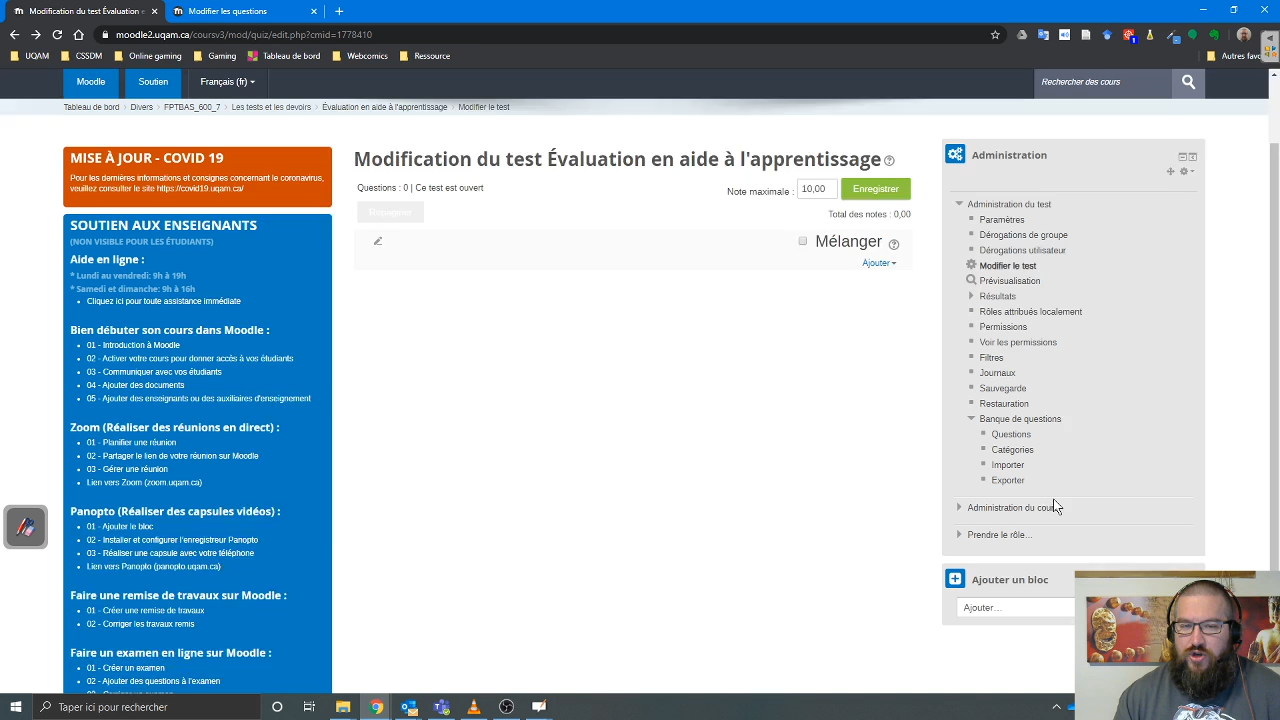 Modification du test Évaluation e
Modifier les questions
moodle2.uqam.ca/coursv3/mod/quiz/edit.php?cmid=1778410
UQAM
CSSDM
Online gaming
Gaming
Tableau de bord
Webcomics
Ressource
Autres favo
Moodle
Soutien
Français (fr)
Rechercher des cours
Tableau de bord
Divers
FPTBAS_600_7
Les tests et les devoirs
Évaluation en aide à l'apprentissage
Modifier le test
MISE À JOUR - COVID 19
Pour les dernières informations et consignes concernant le coronavirus,
veuillez consulter le site https://covid19.uqam.ca/
SOUTIEN AUX ENSEIGNANTS
(NON VISIBLE POUR LES ÉTUDIANTS)
Aide en ligne :
* Lundi au vendredi: 9h à 19h
* Samedi et dimanche: 9h à 16h
Cliquez ici pour toute assistance immédiate
Bien débuter son cours dans Moodle :
01 - Introduction à Moodle
02 - Activer votre cours pour donner accès à vos étudiants
03 - Communiquer avec vos étudiants
04 - Ajouter des documents
05 - Ajouter des enseignants ou des auxiliaires d'enseignement
Zoom (Réaliser des réunions en direct) :
01 - Planifier une réunion
02 - Partager le lien de votre réunion sur Moodle
03 - Gérer une réunion
Lien vers Zoom (zoom.uqam.ca)
Panopto (Réaliser des capsules vidéos) :
01 - Ajouter le bloc
02 - Installer et configurer l'enregistreur Panopto
03 - Réaliser une capsule avec votre téléphone
Lien vers Panopto (panopto.uqam.ca)
Faire une remise de travaux sur Moodle :
01 - Créer une remise de travaux
02 - Corriger les travaux remis
Faire un examen en ligne sur Moodle :
01 - Créer un examen
02 - Ajouter des questions à l'examen
Modification du test Évaluation en aide à l'apprentissage
Questions : 0 | Ce test est ouvert
Note maximale :
10,00
Enregistrer
Repaginer
Total des notes : 0,00
Mélanger
Ajouter
Administration
Administration du test
Paramètres
Dérogations de groupe
Dérogations utilisateur
Modifier le test
Prévisualisation
Résultats
Rôles attribués localement
Permissions
Voir les permissions
Filtres
Journaux
Sauvegarde
Restauration
Banque de questions
Questions
Catégories
Importer
Exporter
Administration du cou
Prendre le rôle...
Ajouter un bloc
Ajouter...
Taper ici pour rechercher